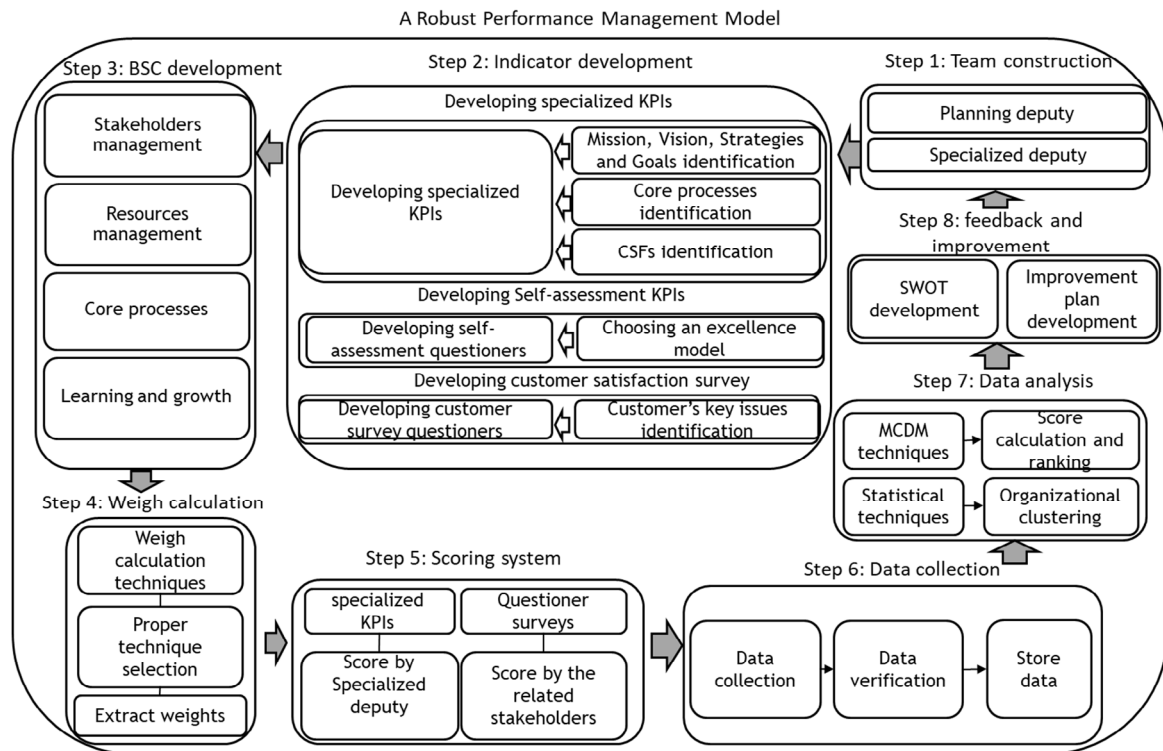 A Robust Performance Management Model
Step 3: BSC development
Stakeholders
management
Resources
management
Core processes
Learning and growth
Step 2: Indicator development
Developing specialized KPIs
Developing specialized
KPIs
Mission, Vision, Strategies
and Goals identification
Core processes
identification
CSFs identification
Developing Self-assessment KPIs
Developing self-
assessment questioners
Choosing an excellence
model
Developing customer satisfaction survey
Developing customer
survey questioners
Customer's key issues
identification
Step 1: Team construction
Planning deputy
Specialized deputy
Step 8: feedback and
improvement
SWOT
development
Improvement
plan
development
Step 7: Data analysis
MCDM
techniques
Score
calculation and
ranking
Statistical
techniques
Organizational
clustering
Step 4: Weigh calculation
Weigh
calculation
techniques
Proper
technique
selection
Extract weights
Step 5: Scoring system
specialized
KPIs
Questioner
surveys
Score by
Specialized
deputy
Score by the
related
stakeholders
Step 6: Data collection
Data
collection
Data
verification
Store
data